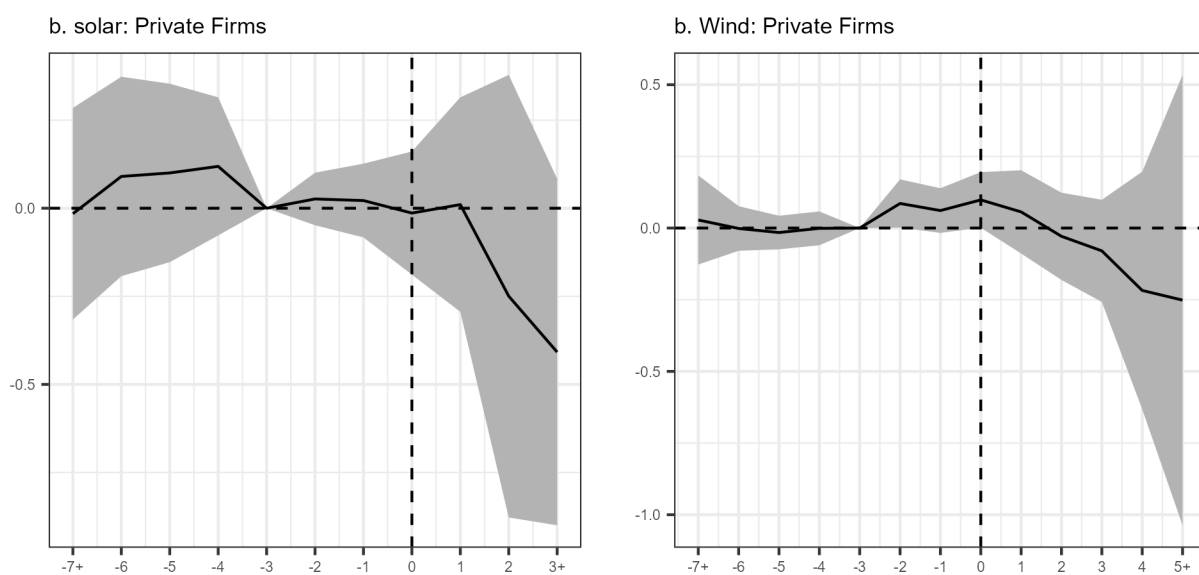 b. solar: Private Firms
0.0
-0.5
-7+ -6 -5 -4 -3 -2 -1 0 1 2 3+
b. Wind: Private Firms
0.5
0.0
-0.5
-1.0
-7+ -6 -5 -4 -3 -2 -1 0 1 2 3 4 5+